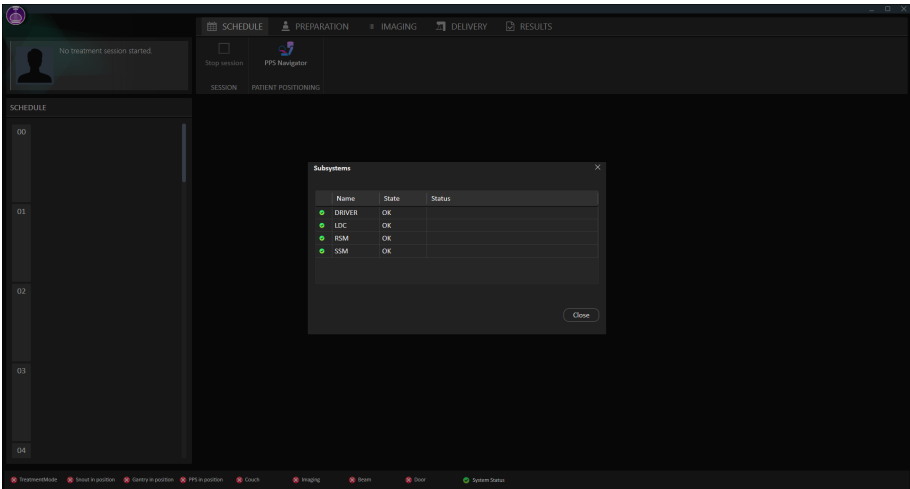 SCHEDULE PREPARATION IMAGING DELIVERY RESULTS
No treatment session started.
Stop session PPS Navigator
SESSION PATIENT POSITIONING
SCHEDULE
00
01
02
03
04
Subsystems
Name State Status
DRIVER OK
LDC OK
RSM OK
SSM OK
Close
TreatmentMode Snout in position Gantry in position PPS in position Couch Imaging Beam Door System Status